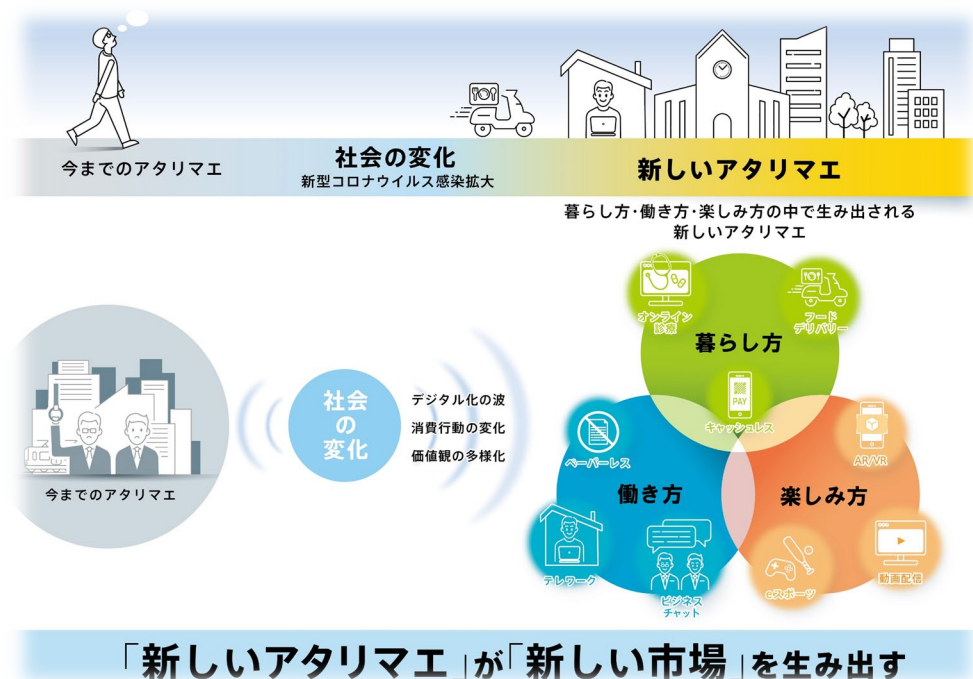 今までのアタリマエ
社会の変化
新型コロナウイルス感染拡大
新しいアタリマエ
暮らし方・働き方・楽しみ方の中で生み出される
新しいアタリマエ
オンライン
診療
フード
デリバリー
暮らし方
PAY
キャッシュレス
今までのアタリマエ
社会
の
変化
デジタル化の波
消費行動の変化
価値観の多様化
ペーパーレス
働き方
テレワーク
ビジネス
チャット
AR/VR
楽しみ方
eスポーツ
動画配信
「新しいアタリマエ」が「新しい市場」を生み出す